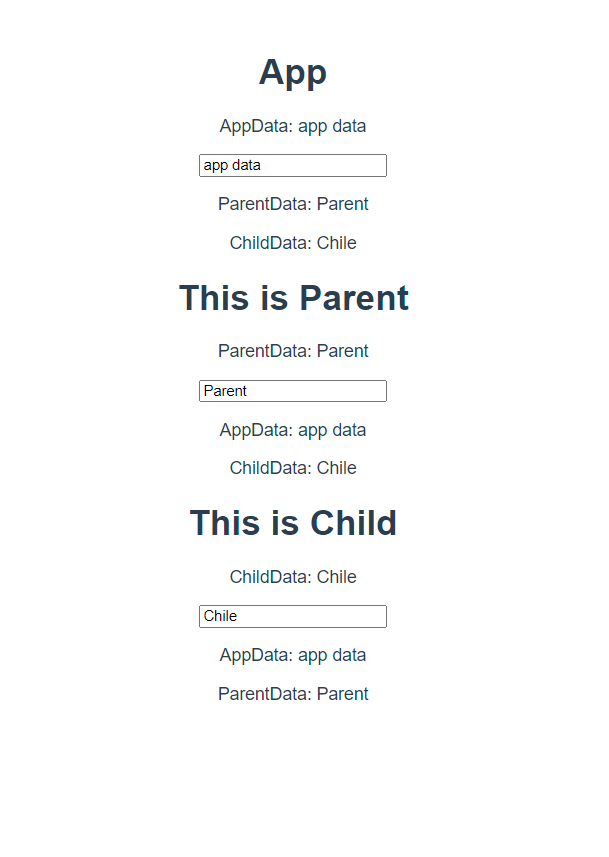 App
AppData: app data
app data
ParentData: Parent
ChildData: Chile
This is Parent
ParentData: Parent
Parent
AppData: app data
ChildData: Chile
This is Child
ChildData: Chile
Chile
AppData: app data
ParentData: Parent